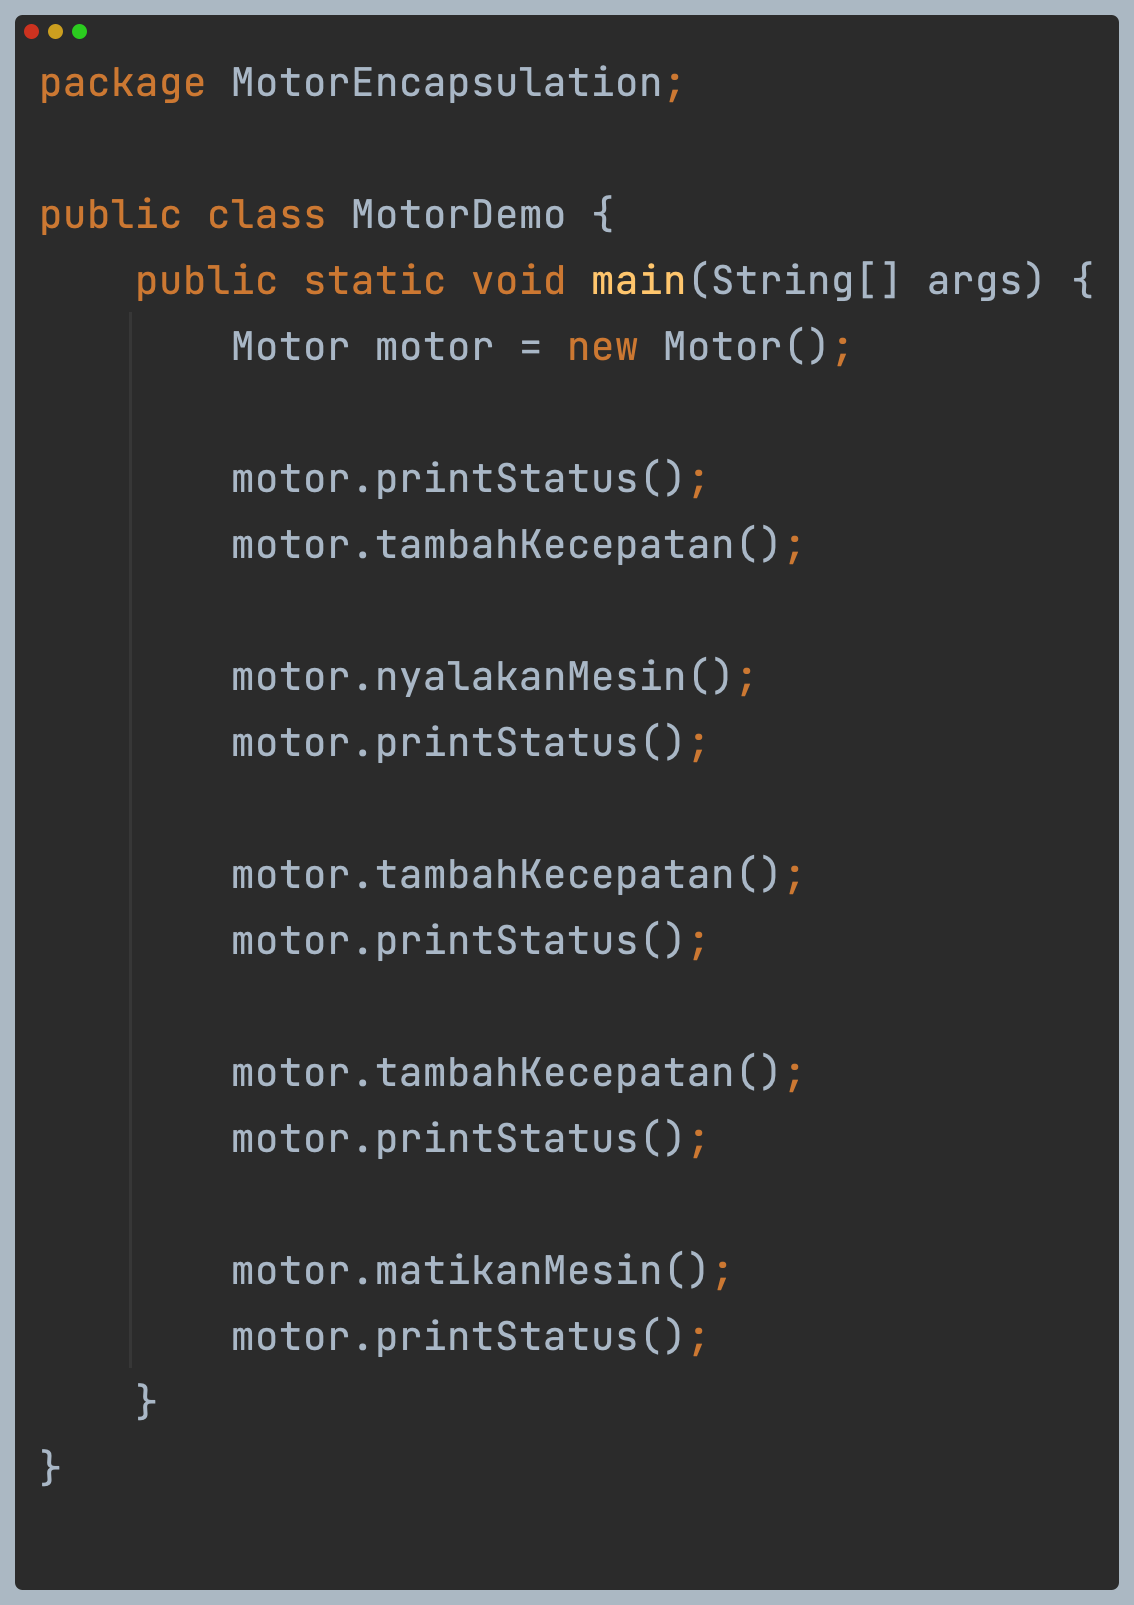 package MotorEncapsulation;
public class MotorDemo {
    public static void main(String[] args) {
        Motor motor = new Motor();
        motor.printStatus();
        motor.tambahKecepatan();
        motor.nyalakanMesin();
        motor.printStatus();
        motor.tambahKecepatan();
        motor.printStatus();
        motor.tambahKecepatan();
        motor.printStatus();
        motor.matikanMesin();
        motor.printStatus();
    }
}